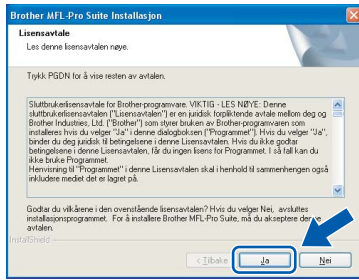 Brother MFL-Pro Suite Installasjon
Lisensavtale
Les denne lisensavtalen nøye.
Trykk PGDN for å vise resten av avtalen.
Sluttbrukerlisensavtale for Brother-programvare. VIKTIG - LES NØYE: Denne
sluttbrukerlisensavtalen ("Lisensavtalen") er en juridisk forpliktende avtale mellom deg og
Brother Industries, Ltd. ("Brother") som styrer bruken av Brother-programvaren som
installeres hvis du velger "Ja" i denne dialogboksen ("Programmet"). Hvis du velger "Ja",
binder du deg juridisk til betingelsene i denne Lisensavtalen. Hvis du ikke godtar
betingelsene i denne Lisensavtalen, får du ingen lisens for Programmet. I så fall kan du
ikke bruke Programmet.
Henvisning til "Programmet" i denne Lisensavtalen skal i henhold til sammenhengen også
inkludere mediet det er lagret på.
Godtar du vilkårene i den ovenstående lisensavtalen? Hvis du velger Nei, avsluttes
installasjonsprogrammet. For å installere Brother MFL-Pro Suite, må du akseptere denne
avtalen.
InstallShield
< Tilbake
Ja
Nei